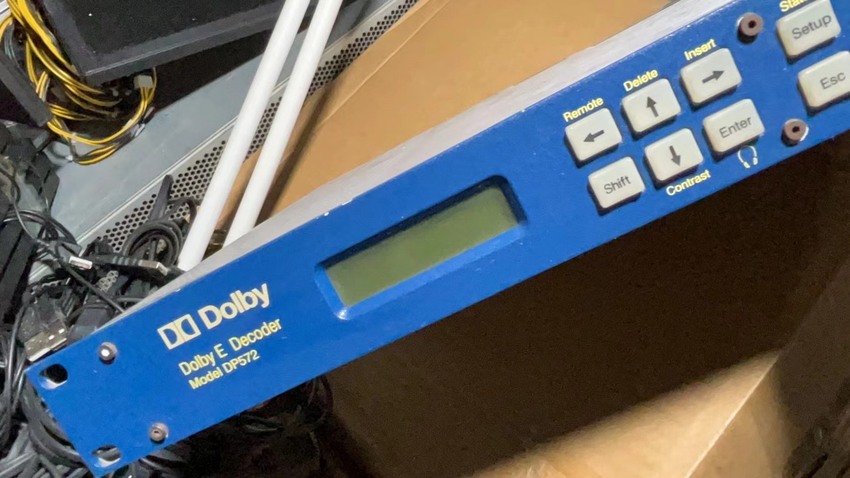 Dolby
Dolby E Decoder
Model DP572
Remote
Delete
Insert
Shift
Contrast
Enter
Setup
Esc